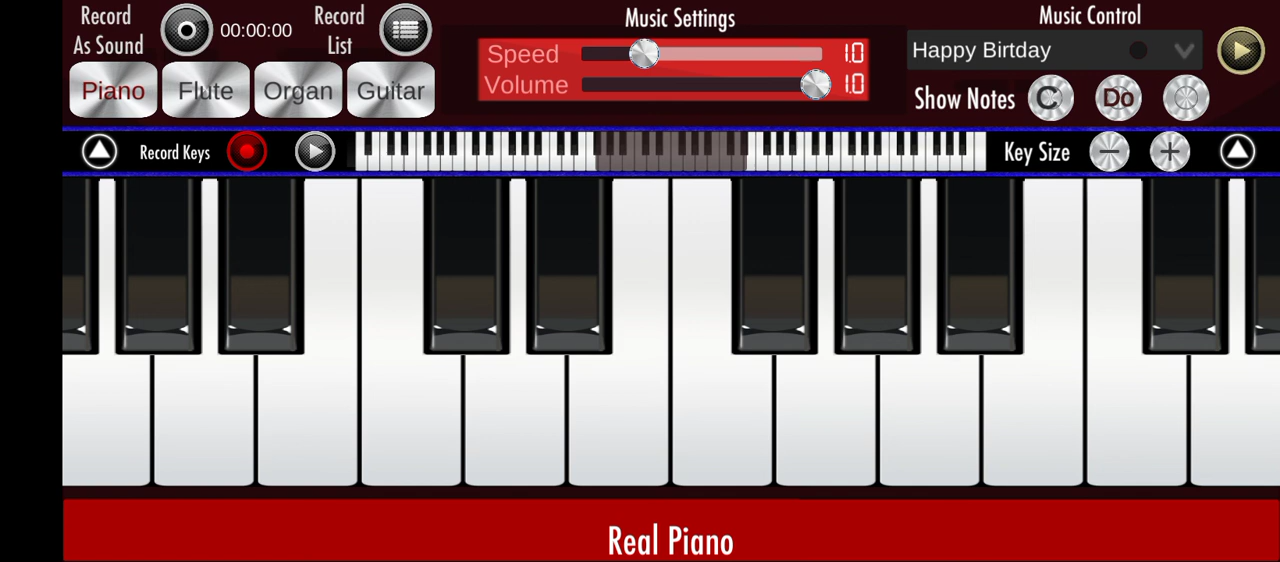 Record
As Sound
00:00:00
Record
List
Music Settings
Music Control
Speed 1.0
Volume 1.0
Happy Birtday
Piano Flute Organ Guitar
Show Notes C Do
Record Keys
Key Size
Real Piano